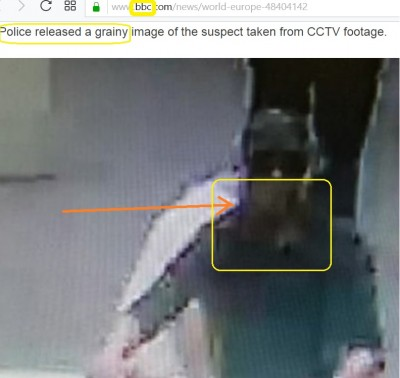 www.bbc.com/news/world-europe-48404142
Police released a grainy image of the suspect taken from CCTV footage.